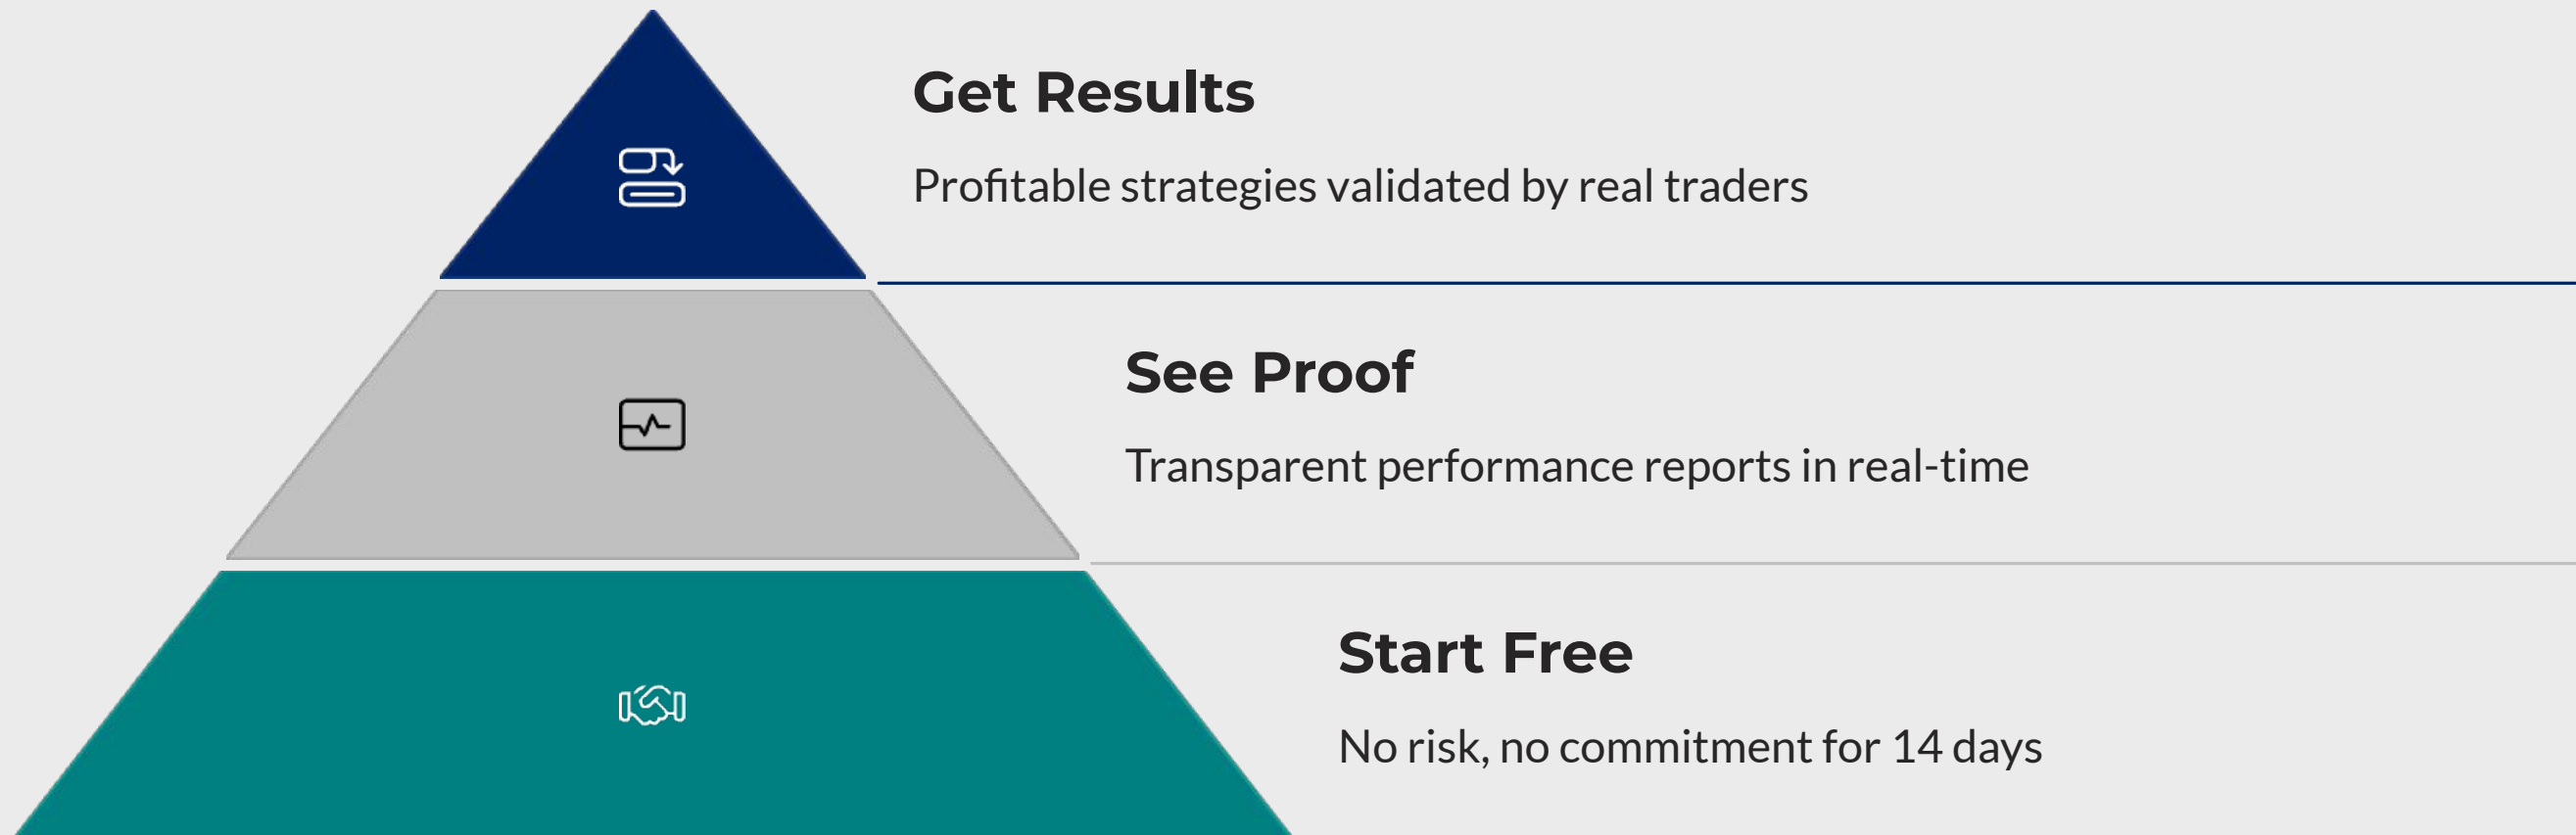 Get Results
Profitable strategies validated by real traders
See Proof
Transparent performance reports in real-time
Start Free
No risk, no commitment for 14 days